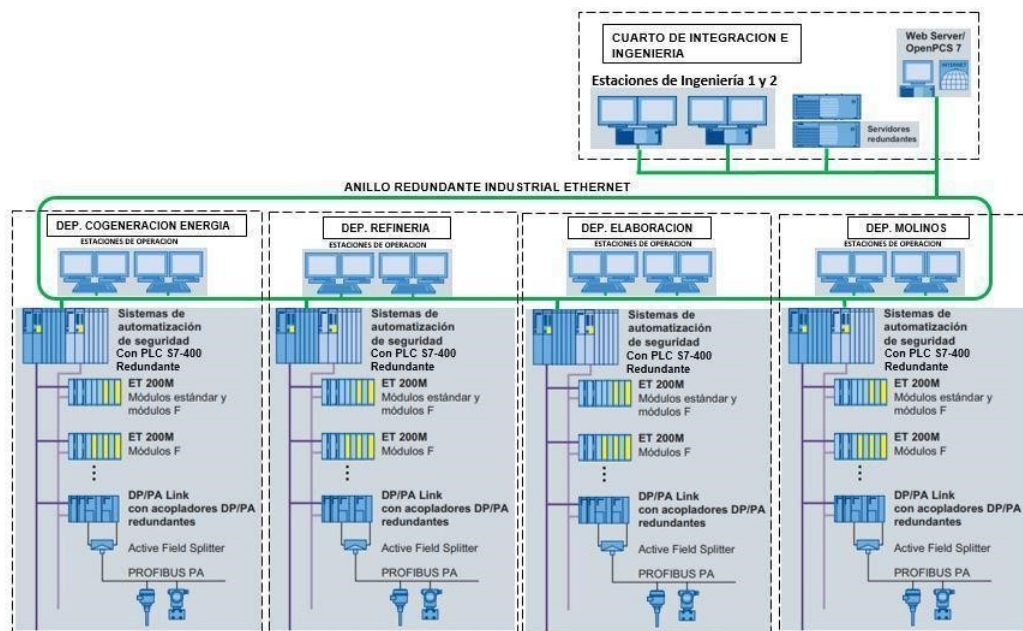 CUARTO DE INTEGRACION E
INGENIERIA
Estaciones de Ingeniería 1 y 2
Web Server/
OpenPCS 7
INTERNET
Servidores
redundantes
ANILLO REDUNDANTE INDUSTRIAL ETHERNET
DEP. COGENERACION ENERGIA
ESTACIONES DE OPERACION
Sistemas de
automatización
de seguridad
Con PLC S7-400
Redundante
ET 200M
Módulos estándar y
módulos F
ET 200M
Módulos F
DP/PA Link
con acopladores DP/PA
redundantes
Active Field Splitter
PROFIBUS PA
DEP. REFINERIA
ESTACIONES DE OPERACION
Sistemas de
automatización
de seguridad
Con PLC S7-400
Redundante
ET 200M
Módulos estándar y
módulos F
ET 200M
Módulos F
DP/PA Link
con acopladores DP/PA
redundantes
Active Field Splitter
PROFIBUS PA
DEP. ELABORACION
ESTACIONES DE OPERACION
Sistemas de
automatización
de seguridad
Con PLC S7-400
Redundante
ET 200M
Módulos estándar y
módulos F
ET 200M
Módulos F
DP/PA Link
con acopladores DP/PA
redundantes
Active Field Splitter
PROFIBUS PA
DEP. MOLINOS
ESTACIONES DE OPERACION
Sistemas de
automatización
de seguridad
Con PLC S7-400
Redundante
ET 200M
Módulos estándar y
módulos F
ET 200M
Módulos F
DP/PA Link
con acopladores DP/PA
redundantes
Active Field Splitter
PROFIBUS PA